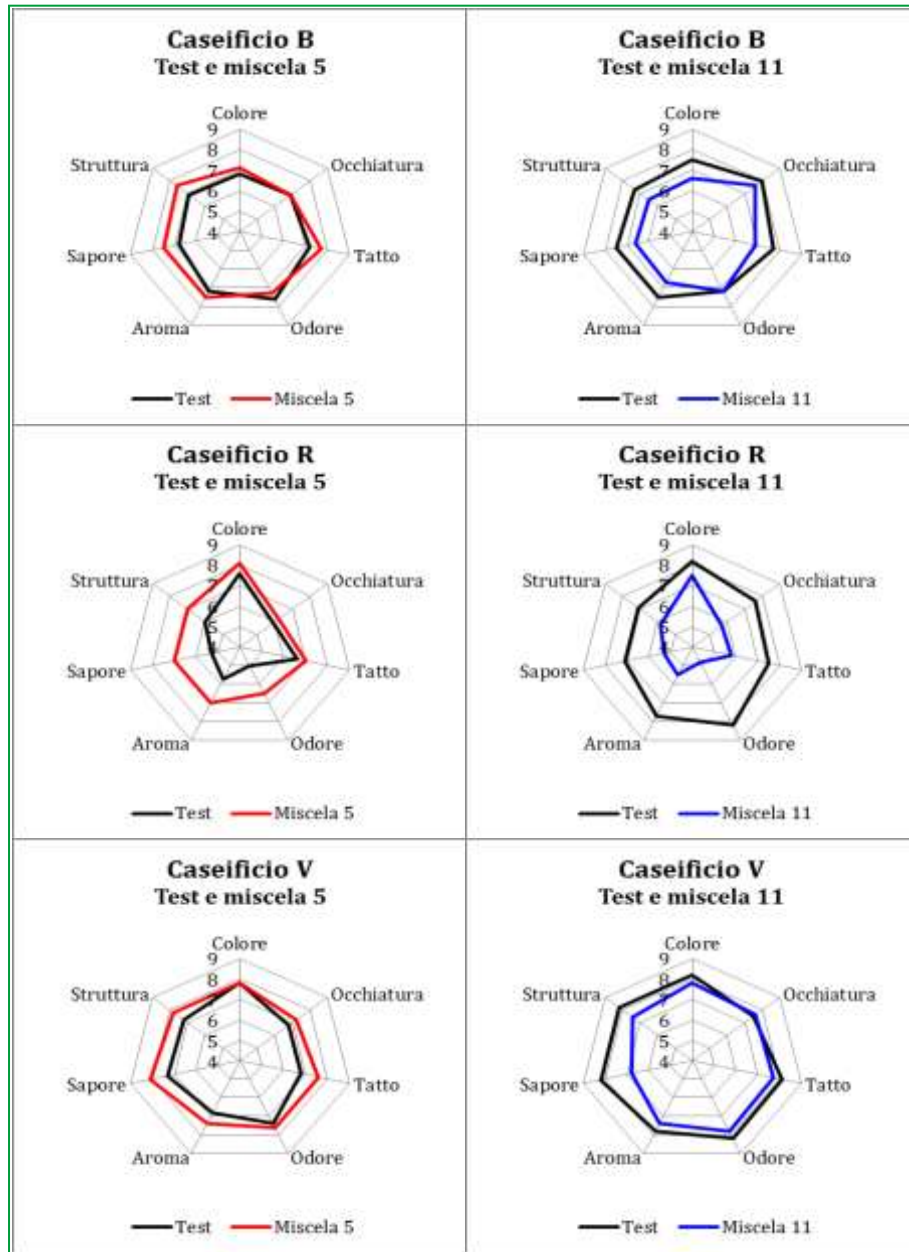 Caseificio B
Test e miscela 5
Colore
9
8
7
6
5
4
Struttura
Occhiatura
Sapore
Tatto
Aroma
Odore
Test
Miscela 5
Caseificio B
Test e miscela 11
Colore
9
8
7
6
5
4
Struttura
Occhiatura
Sapore
Tatto
Aroma
Odore
Test
Miscela 11
Caseificio R
Test e miscela 5
Colore
9
8
7
6
5
4
Struttura
Occhiatura
Sapore
Tatto
Aroma
Odore
Test
Miscela 5
Caseificio R
Test e miscela 11
Colore
9
8
7
6
5
4
Struttura
Occhiatura
Sapore
Tatto
Aroma
Odore
Test
Miscela 11
Caseificio V
Test e miscela 5
Colore
9
8
7
6
5
4
Struttura
Occhiatura
Sapore
Tatto
Aroma
Odore
Test
Miscela 5
Caseificio V
Test e miscela 11
Colore
9
8
7
6
5
4
Struttura
Occhiatura
Sapore
Tatto
Aroma
Odore
Test
Miscela 11